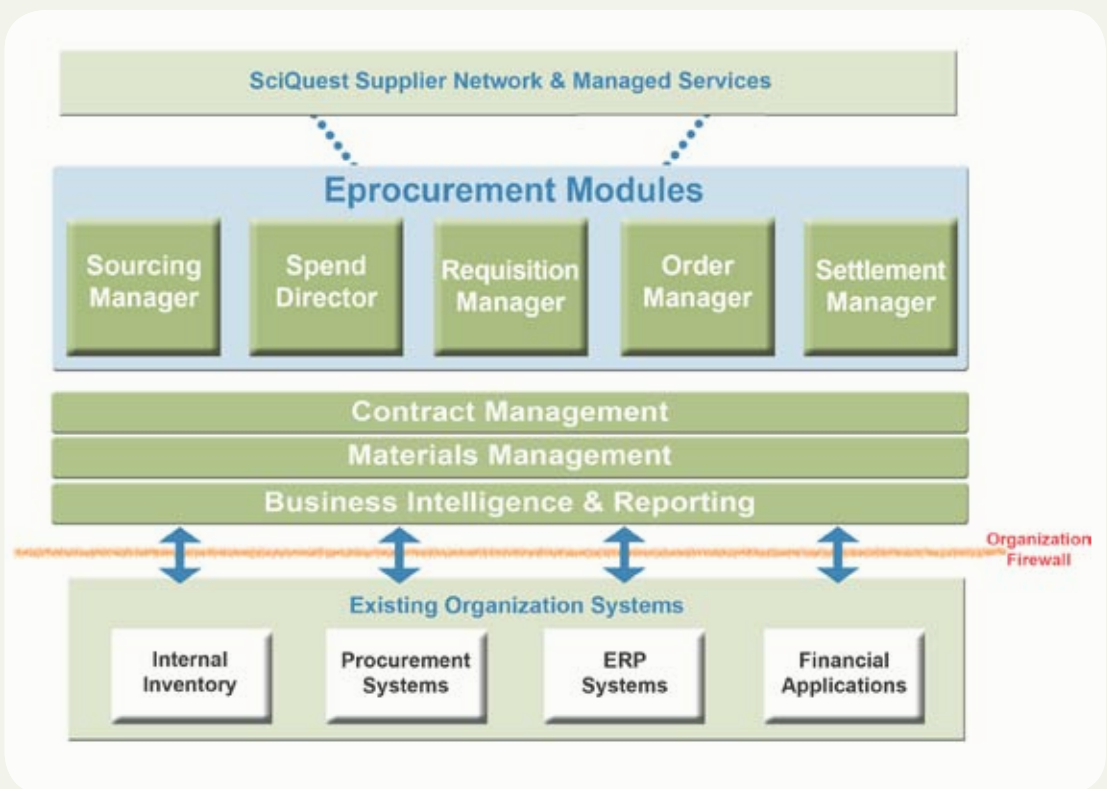 SciQuest Supplier Network & Managed Services
Eprocurement Modules
Sourcing
Manager
Spend
Director
Requisition
Manager
Order
Manager
Settlement
Manager
Contract Management
Materials Management
Business Intelligence & Reporting
Organization
Firewall
Existing Organization Systems
Internal
Inventory
Procurement
Systems
ERP
Systems
Financial
Applications